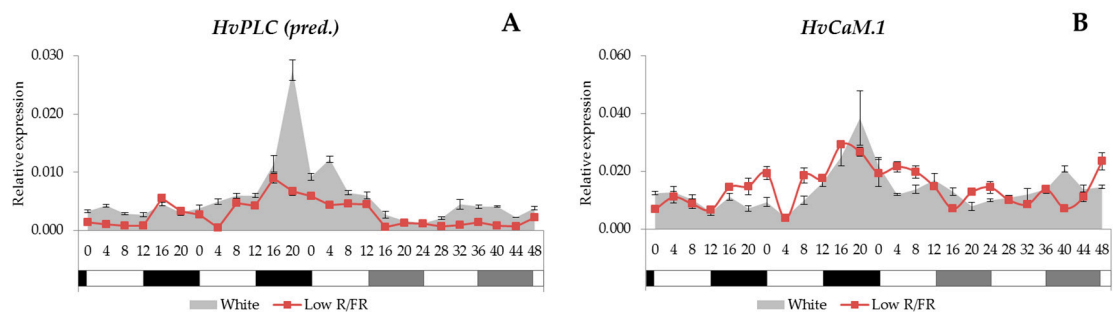 HvPLC (pred.)
A
0.030
0.020
0.010
0.000
Relative expression
0 4 8 12 16 20 0 4 8 12 16 20 0 4 8 12 16 20 24 28 32 36 40 44 48
White Low R/FR
HvCaM.1
B
0.060
0.040
0.020
0.000
Relative expression
0 4 8 12 16 20 0 4 8 12 16 20 0 4 8 12 16 20 24 28 32 36 40 44 48
White Low R/FR